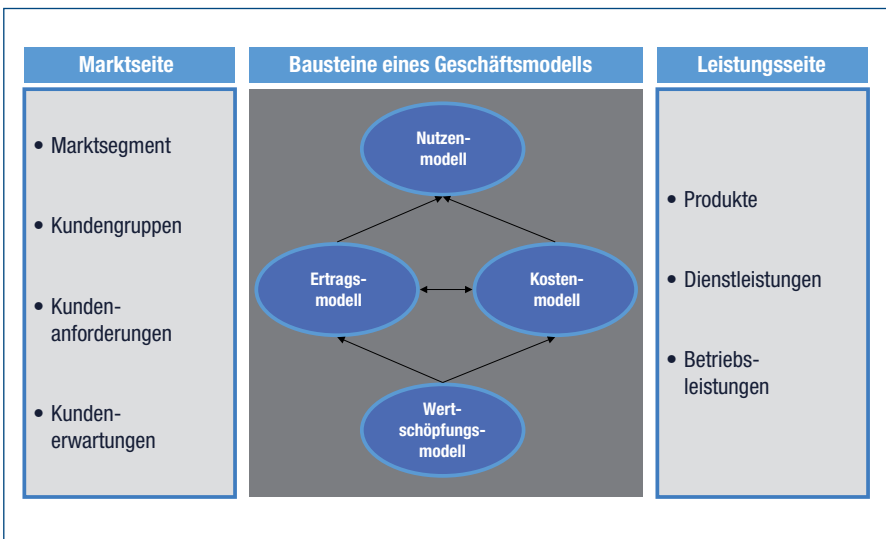 Marktseite
• Marktsegment
• Kundengruppen
• Kunden-
anforderungen
• Kunden-
erwartungen
Bausteine eines Geschäftsmodells
Nutzen-
modell
Ertrags-
modell
Kosten-
modell
Wert-
schöpfungs-
modell
Leistungsseite
• Produkte
• Dienstleistungen
• Betriebs-
leistungen